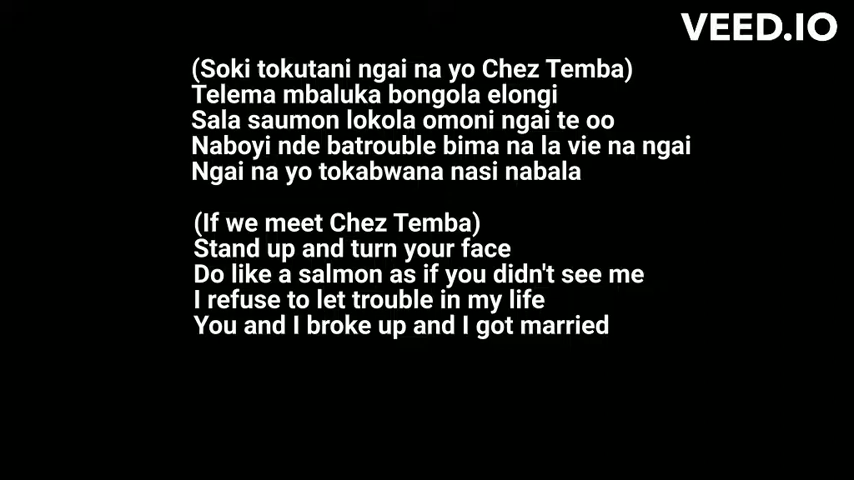 VEED.IO
(Soki tokutani ngai na yo Chez Temba)
Telema mbaluka bongola elongi
Sala saumon lokola omoni ngai te oo
Naboyi nde batrouble bima na la vie na ngai
Ngai na yo tokabwana nasi nabala
(If we meet Chez Temba)
Stand up and turn your face
Do like a salmon as if you didn't see me
I refuse to let trouble in my life
You and I broke up and I got married